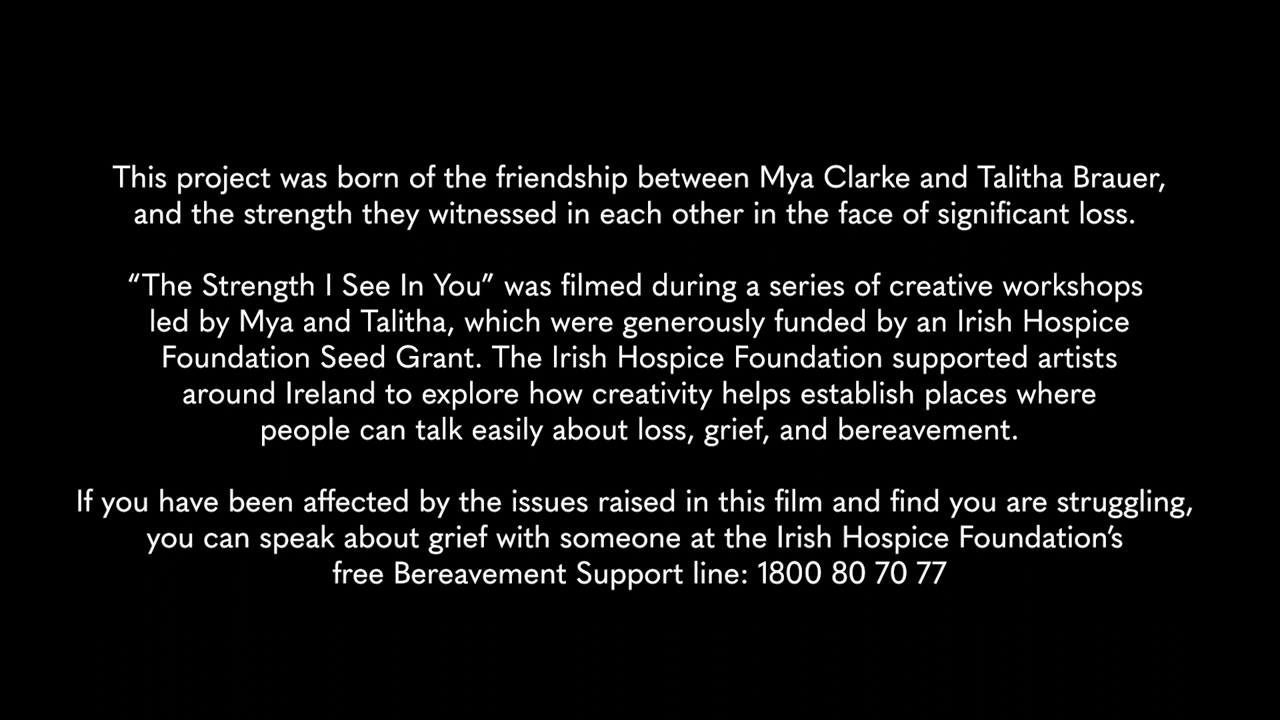 This project was born of the friendship between Mya Clarke and Talitha Brauer,
and the strength they witnessed in each other in the face of significant loss.
“The Strength I See In You” was filmed during a series of creative workshops
led by Mya and Talitha, which were generously funded by an Irish Hospice
Foundation Seed Grant. The Irish Hospice Foundation supported artists
around Ireland to explore how creativity helps establish places where
people can talk easily about loss, grief, and bereavement.
If you have been affected by the issues raised in this film and find you are struggling,
you can speak about grief with someone at the Irish Hospice Foundation’s
free Bereavement Support line: 1800 80 70 77